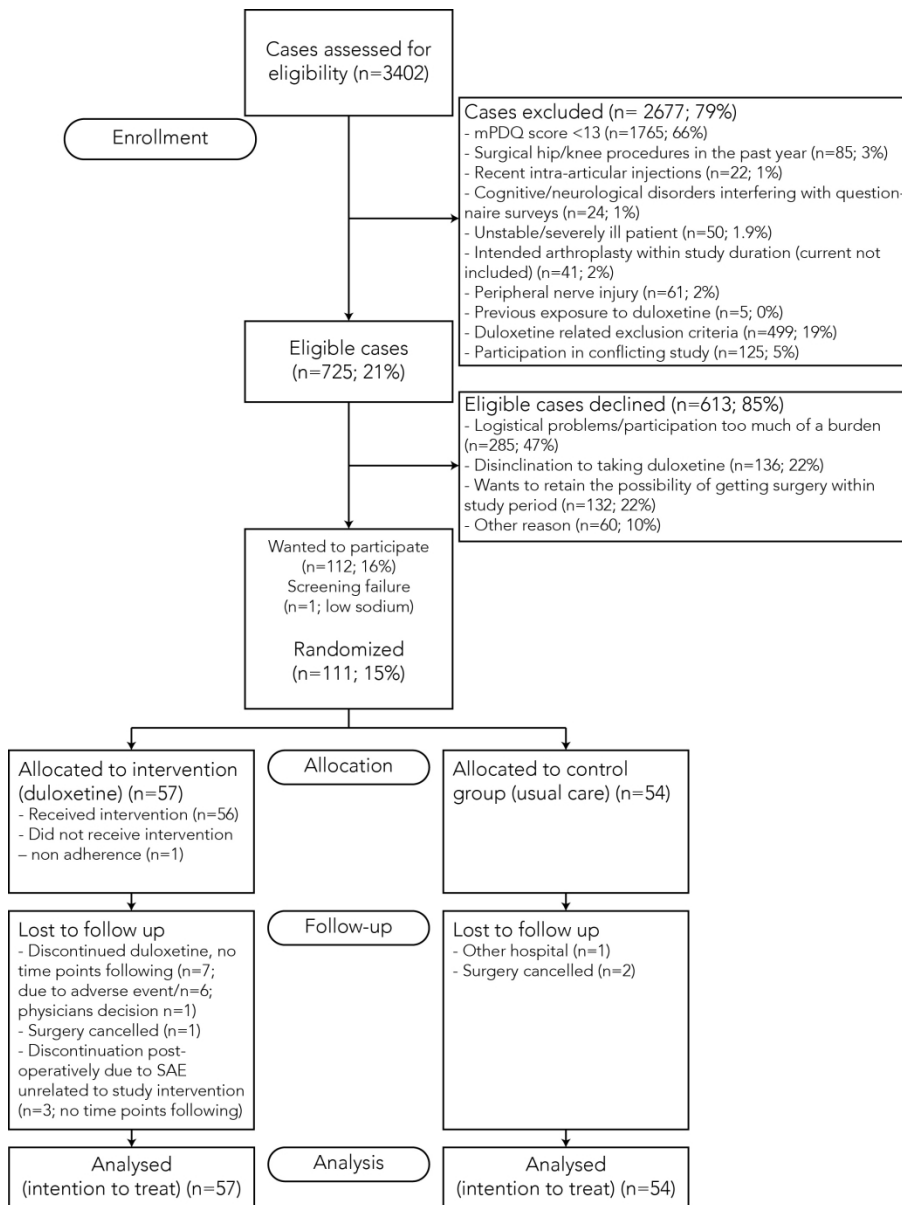 Cases assessed for
eligibility (n=3402)
Enrollment
Cases excluded (n= 2677; 79%)
- mPDQ score <13 (n=1765; 66%)
- Surgical hip/knee procedures in the past year (n=85; 3%)
- Recent intra-articular injections (n=22; 1%)
- Cognitive/neurological disorders interfering with question-
naire surveys (n=24; 1%)
- Unstable/severely ill patient (n=50; 1.9%)
- Intended arthroplasty within study duration (current not
included) (n=41; 2%)
- Peripheral nerve injury (n=61; 2%)
- Previous exposure to duloxetine (n=5; 0%)
- Duloxetine related exclusion criteria (n=499; 19%)
- Participation in conflicting study (n=125; 5%)
Eligible cases
(n=725; 21%)
Eligible cases declined (n=613; 85%)
- Logistical problems/participation too much of a burden
(n=285; 47%)
- Disinclination to taking duloxetine (n=136; 22%)
- Wants to retain the possibility of getting surgery within
study period (n=132; 22%)
- Other reason (n=60; 10%)
Wanted to participate
(n=112; 16%)
Screening failure
(n=1; low sodium)
Randomized
(n=111; 15%)
Allocated to intervention
(duloxetine) (n=57)
- Received intervention (n=56)
- Did not receive intervention
– non adherence (n=1)
Allocation
Allocated to control
group (usual care) (n=54)
Lost to follow up
- Discontinued duloxetine, no
time points following (n=7;
due to adverse event/n=6;
physicians decision n=1)
- Surgery cancelled (n=1)
- Discontinuation post-
operatively due to SAE
unrelated to study intervention
(n=3; no time points following)
Follow-up
Lost to follow up
- Other hospital (n=1)
- Surgery cancelled (n=2)
Analysed
(intention to treat) (n=57)
Analysis
Analysed
(intention to treat) (n=54)